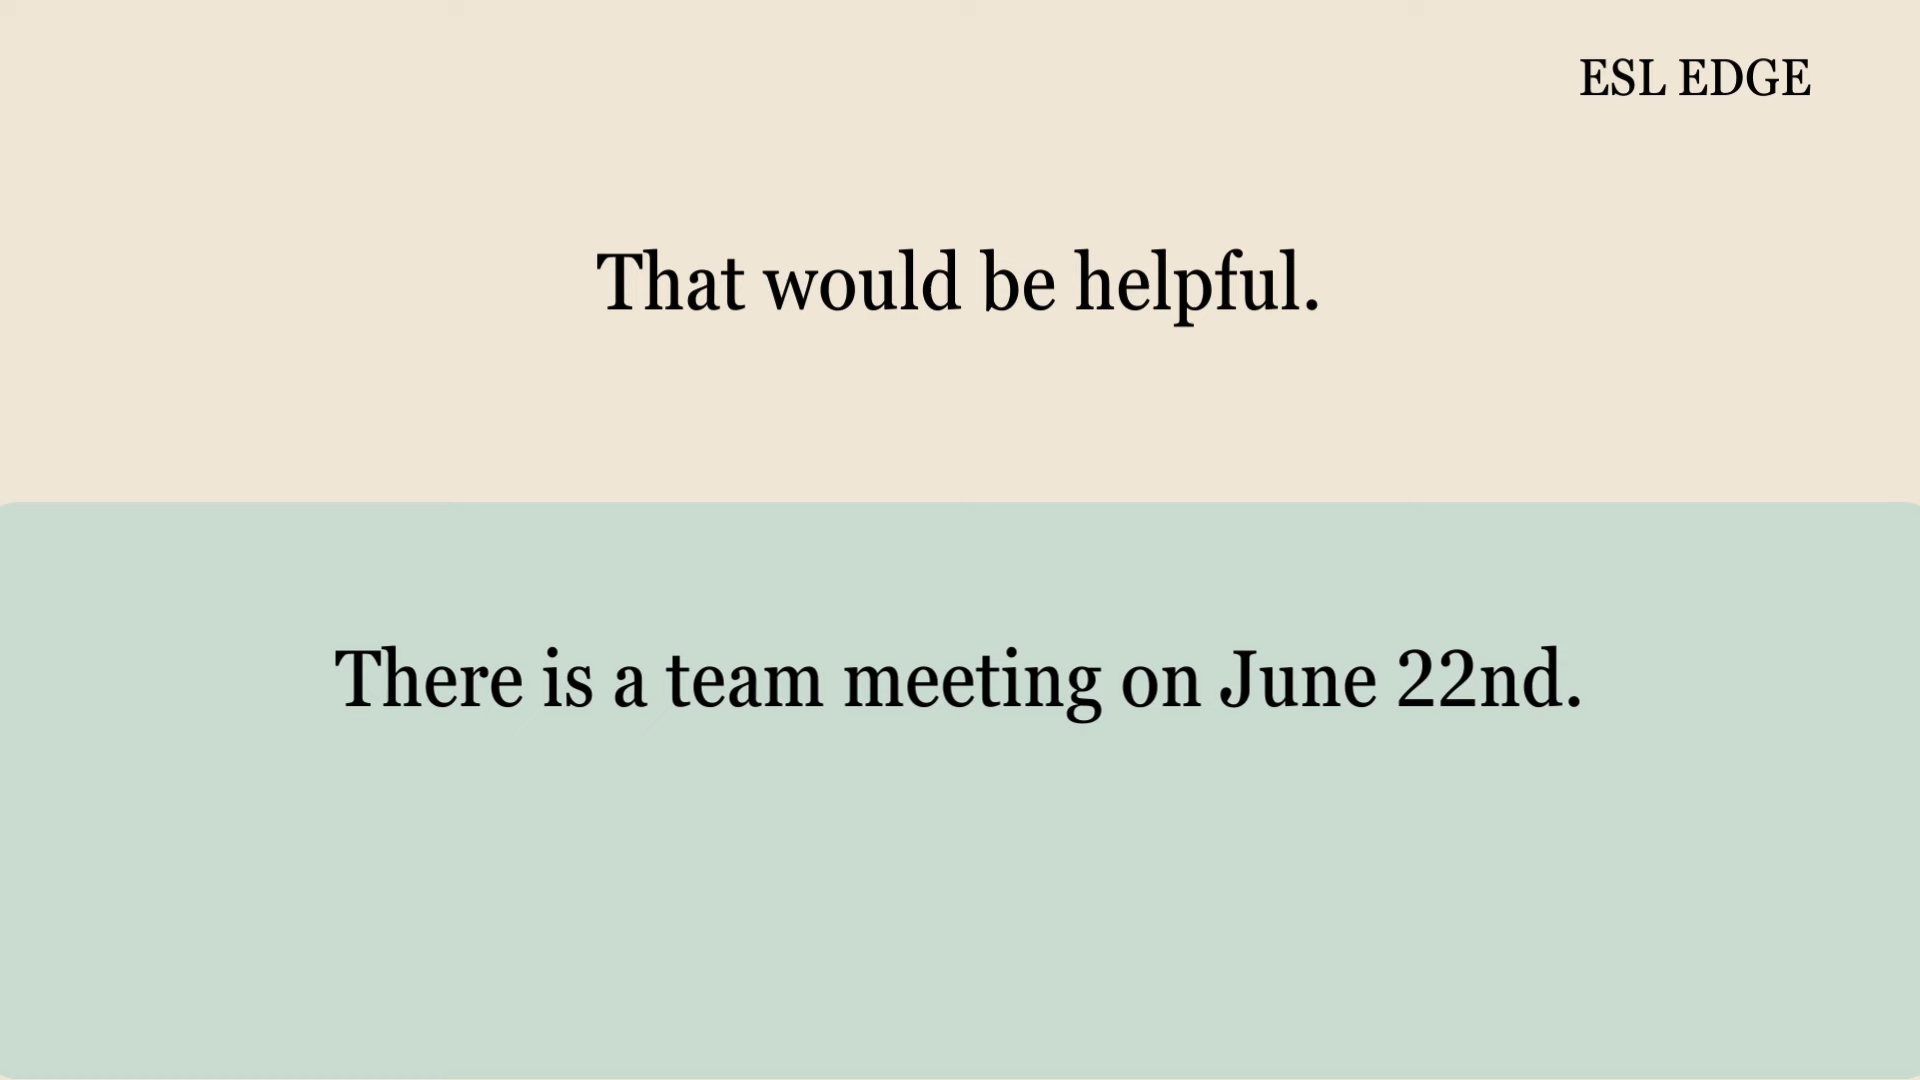 ESL EDGE
That would be helpful.
There is a team meeting on June 22nd.